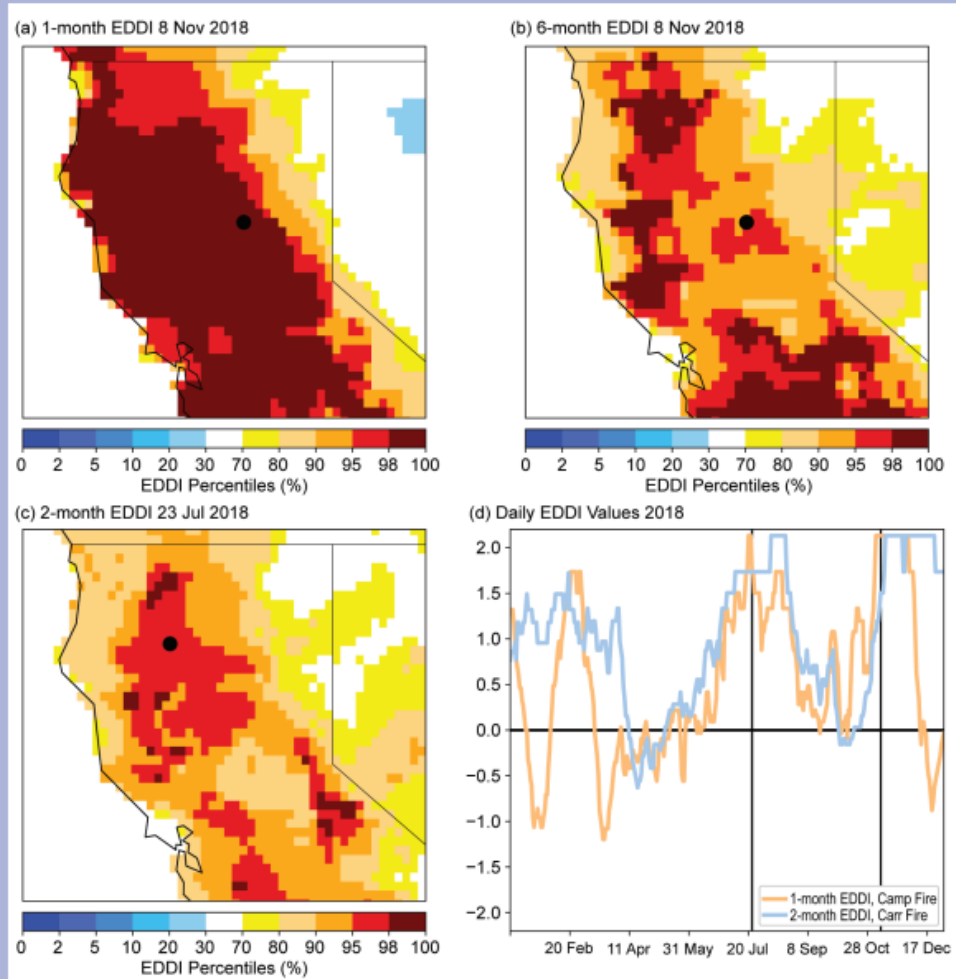 (a) 1-month EDDI 8 Nov 2018
0 2 5 10 20 30 70 80 90 95 98 100
EDDI Percentiles (%)
(b) 6-month EDDI 8 Nov 2018
0 2 5 10 20 30 70 80 90 95 98 100
EDDI Percentiles (%)
(c) 2-month EDDI 23 Jul 2018
0 2 5 10 20 30 70 80 90 95 98 100
EDDI Percentiles (%)
(d) Daily EDDI Values 2018
2.0
1.5
1.0
0.5
0.0
−0.5
−1.0
−1.5
−2.0
1-month EDDI, Camp Fire
2-month EDDI, Carr Fire
20 Feb 11 Apr 31 May 20 Jul 8 Sep 28 Oct 17 Dec